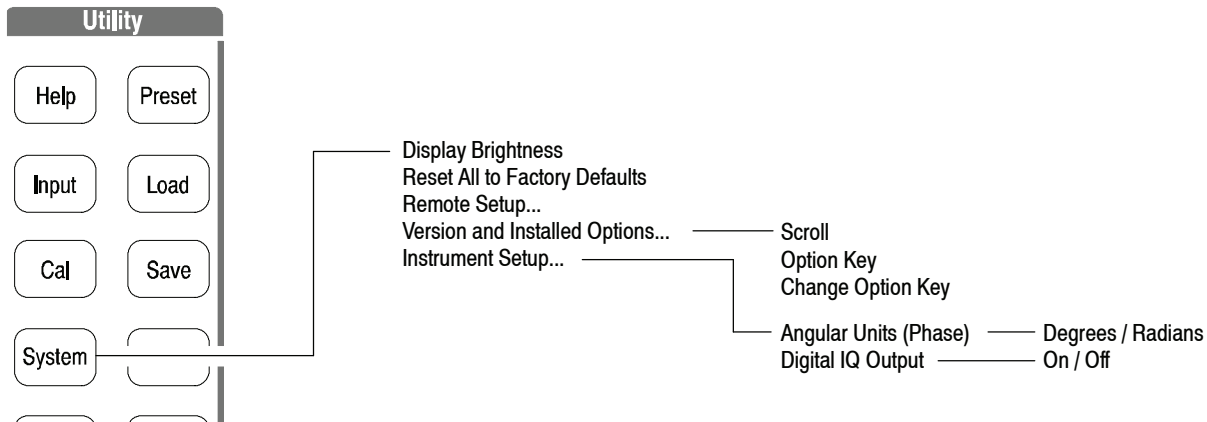 Utility
Help
Preset
Input
Load
Cal
Save
System
Display Brightness
Reset All to Factory Defaults
Remote Setup...
Version and Installed Options...
Instrument Setup...
Scroll
Option Key
Change Option Key
Angular Units (Phase)
Degrees / Radians
Digital IQ Output
On / Off